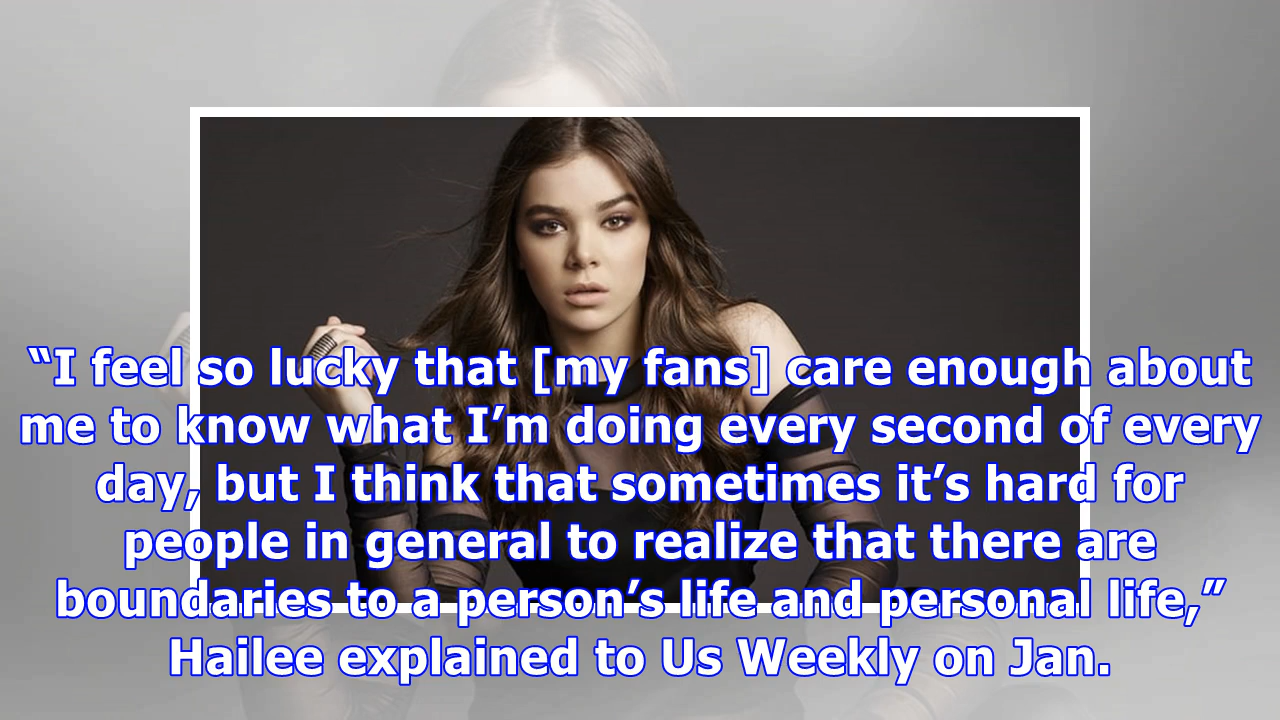 “I feel so lucky that [my fans] care enough about
me to know what I’m doing every second of every
day, but I think that sometimes it’s hard for
people in general to realize that there are
boundaries to a person’s life and personal life,”
Hailee explained to Us Weekly on Jan.